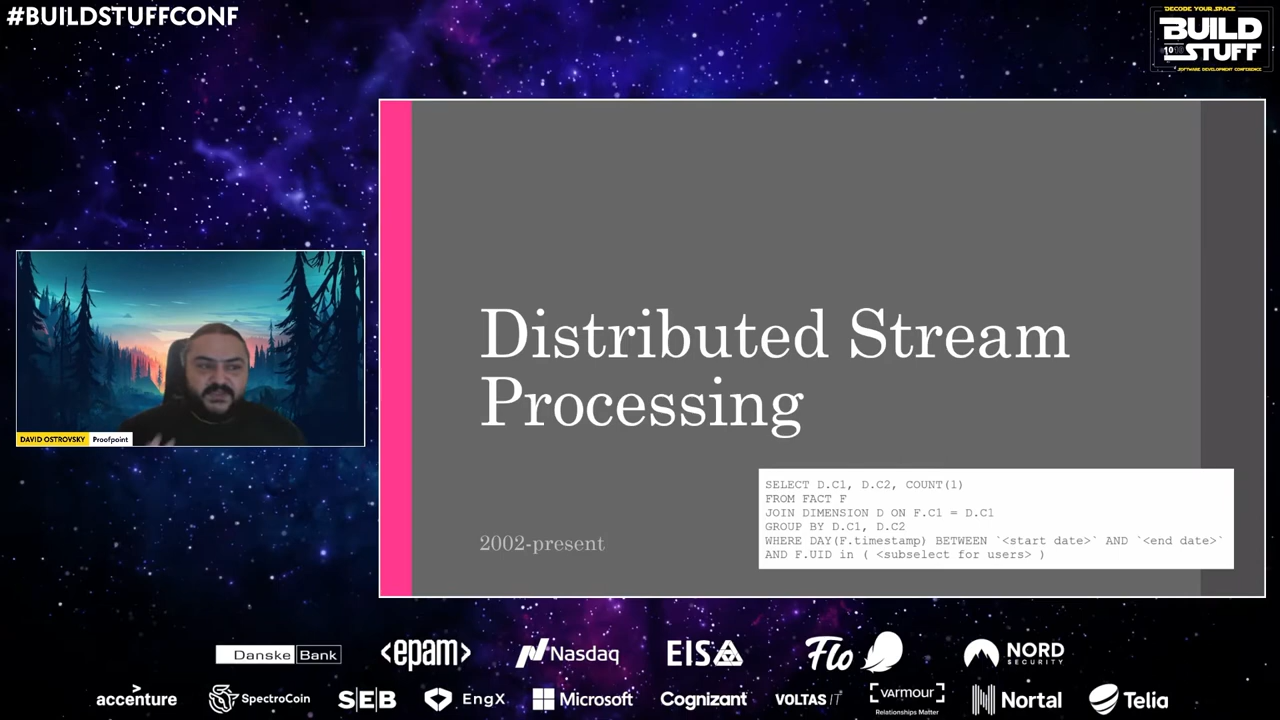 #BUILDSTUFFCONF
DECODE YOUR SPACE
BUILD
STUFF
SOFTWARE DEVELOPMENT CONFERENCE
Distributed Stream
Processing
2002-present
SELECT D.C1, D.C2, COUNT(1)
FROM FACT F
JOIN DIMENSION D ON F.C1 = D.C1
GROUP BY D.C1, D.C2
WHERE DAY(F.timestamp) BETWEEN `<start date>` AND `<end date>`
AND F.UID in ( <subselect for users> )
DAVID OSTROVSKY Proofpoint
Danske Bank <epam> Nasdaq EIS Flo NORD
SECURITY
accenture SpectroCoin SEB EngX Microsoft Cognizant VOLTAS IT vARMOUR Nortal Telia
Relationships Matter